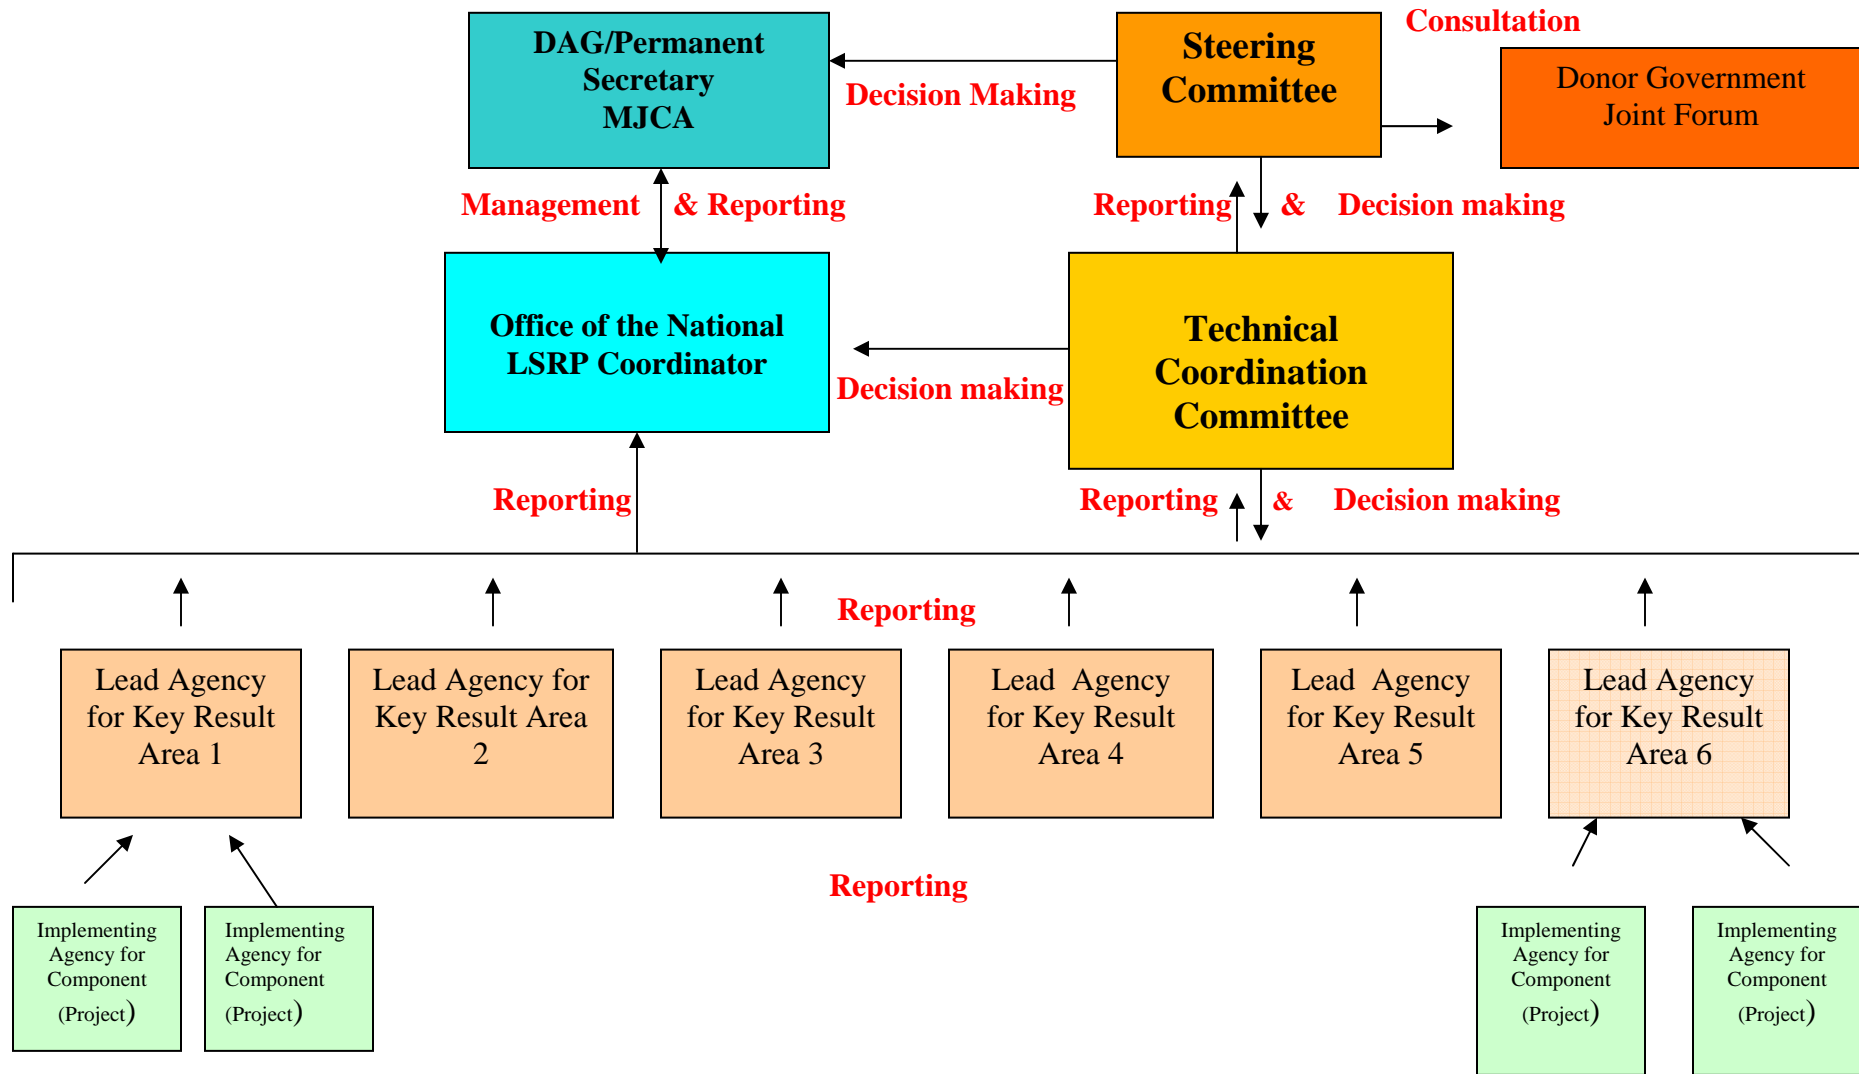 DAG/Permanent
Secretary
MJCA
Steering
Committee
Consultation
Donor Government
Joint Forum
Decision Making
Management & Reporting
Reporting & Decision making
Office of the National
LSRP Coordinator
Technical
Coordination
Committee
Decision making
Reporting
Reporting & Decision making
Reporting
Lead Agency
for Key Result
Area 1
Lead Agency for
Key Result Area
2
Lead Agency
for Key Result
Area 3
Lead Agency
for Key Result
Area 4
Lead Agency
for Key Result
Area 5
Lead Agency
for Key Result
Area 6
Reporting
Implementing
Agency for
Component
(Project)
Implementing
Agency for
Component
(Project)
Implementing
Agency for
Component
(Project)
Implementing
Agency for
Component
(Project)